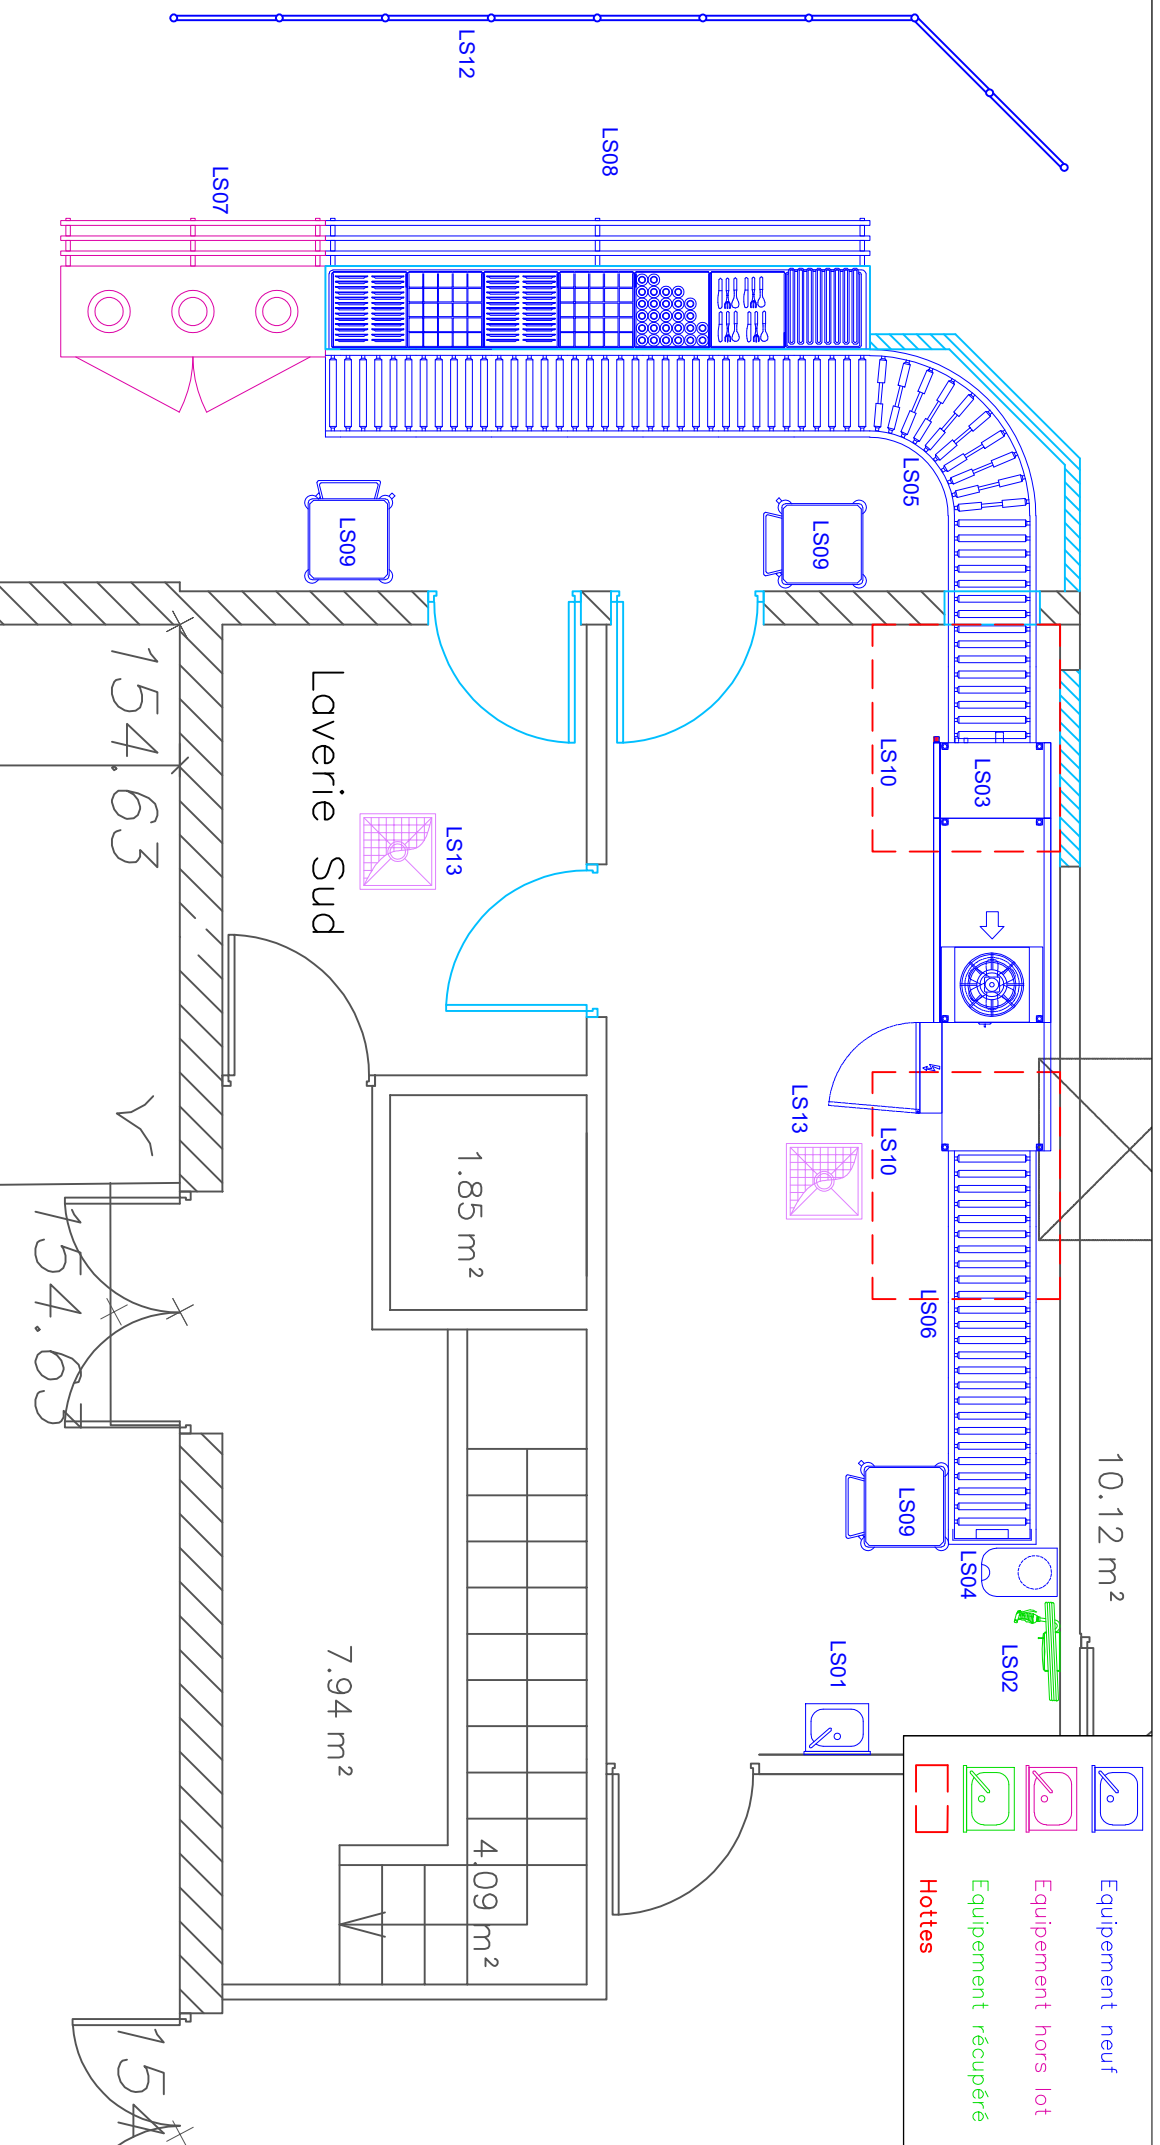 LS12
LS08
LS07
LS05
LS09
LS09
Laverie Sud
154.63
LS10
LS03
LS13
LS13
LS10
1.85 m²
154.63
LS06
10.12 m²
LS09
LS04
LS02
LS01
7.94 m²
4.09 m²
Equipement neuf
Equipement hors lot
Equipement récupéré
Hottes